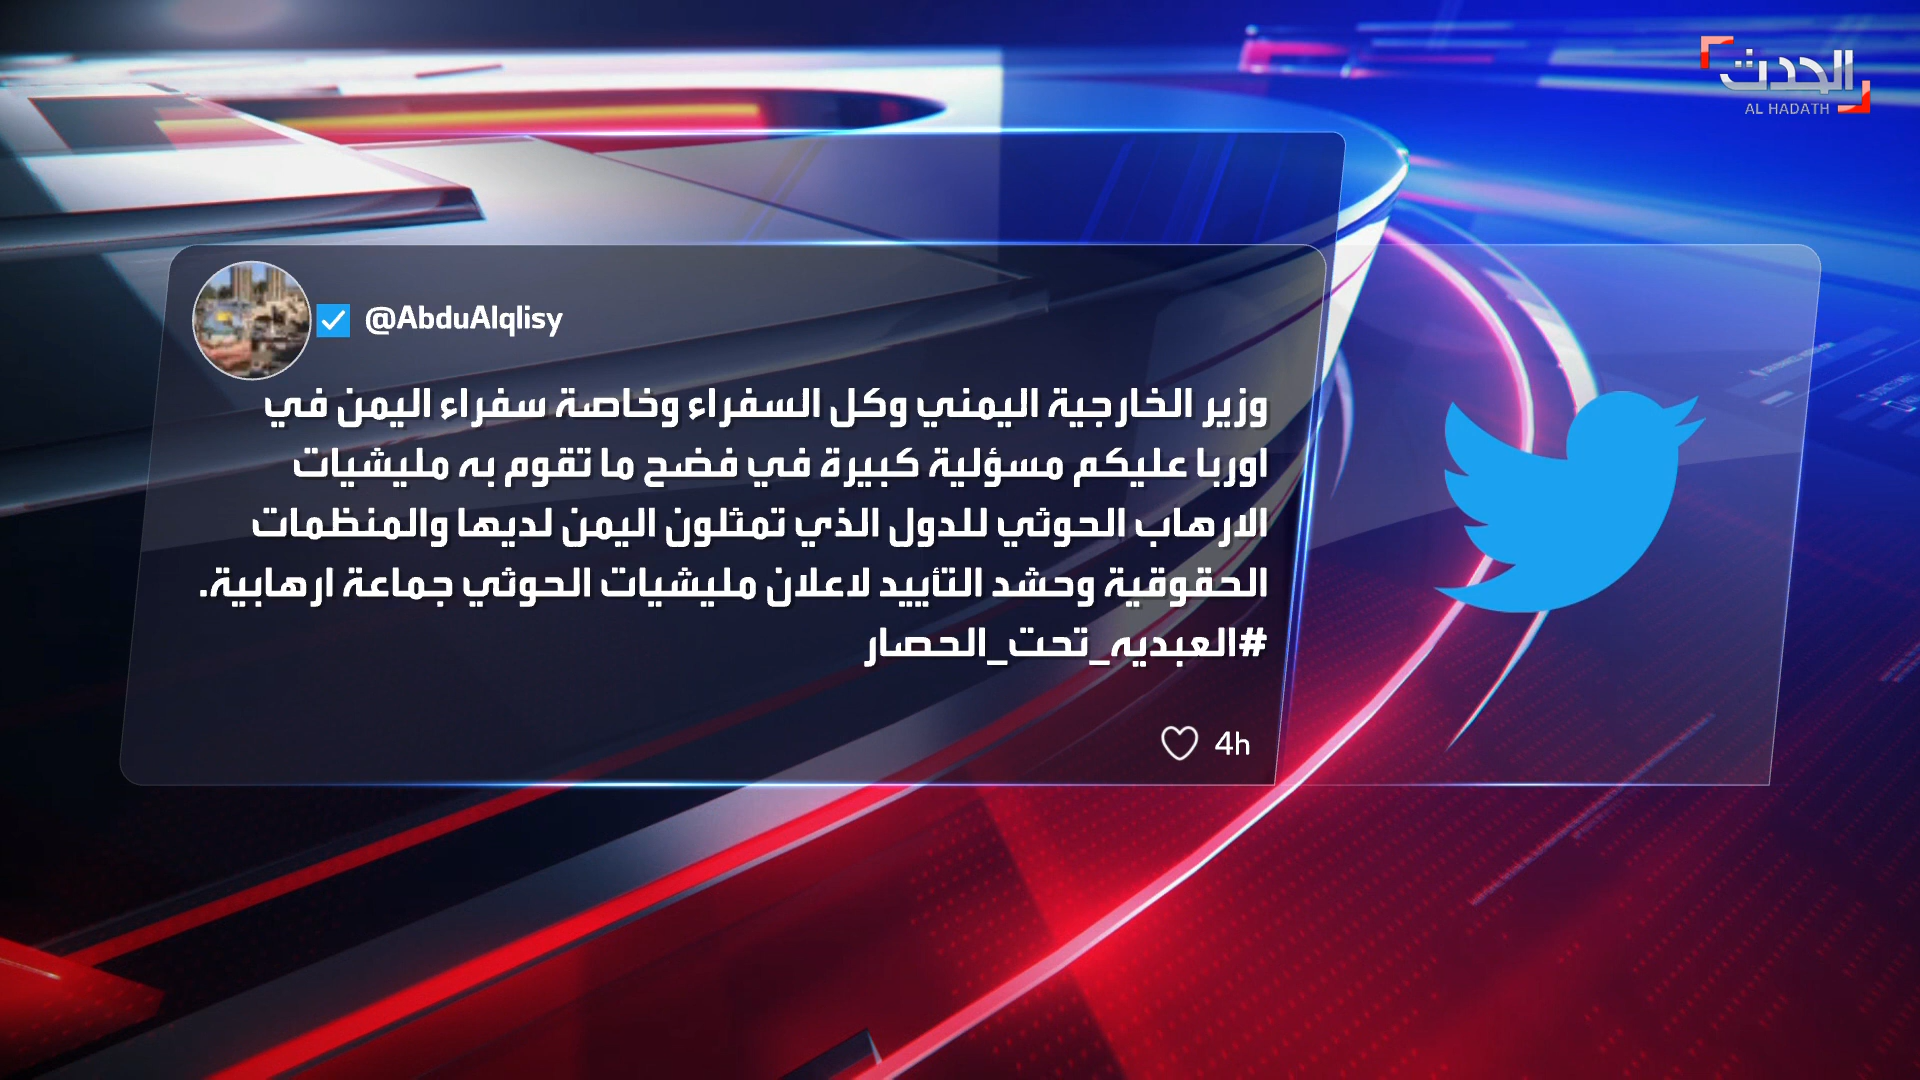 الحدث
AL HADATH
@AbduAlqlisy
وزير الخارجية اليمني وكل السفراء وخاصة سفراء اليمن في
اوربا عليكم مسؤلية كبيرة في فضح ما تقوم به مليشيات
الارهاب الحوثي للدول الذي تمثلون اليمن لديها والمنظمات
الحقوقية وحشد التأييد لاعلان مليشيات الحوثي جماعة ارهابية.
#العبديه_تحت_الحصار
4h